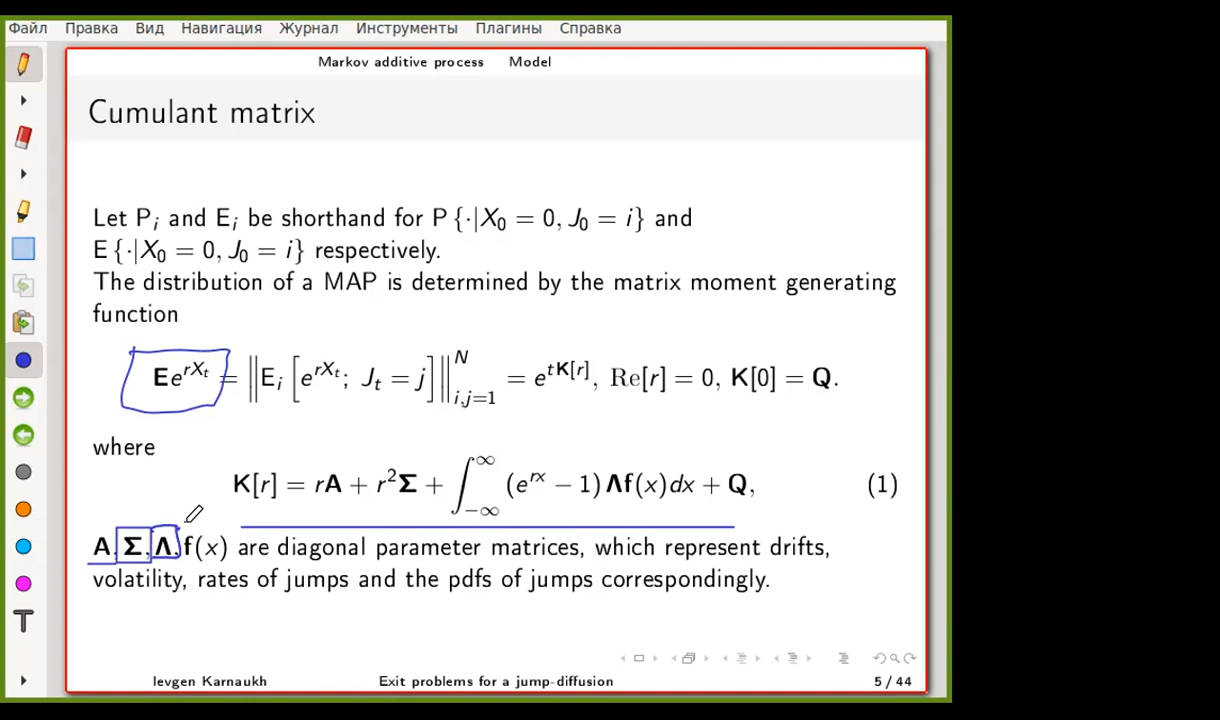 Файл Правка Вид Навигация Журнал Инструменты Плагины Справка
Markov additive process Model
Cumulant matrix
Let P_i and E_i be shorthand for P {·|X_0 = 0, J_0 = i} and
E {·|X_0 = 0, J_0 = i} respectively.
The distribution of a MAP is determined by the matrix moment generating
function
Ee^{rX_t} = ‖E_i [e^{rX_t}; J_t = j]‖^N_{i,j=1} = e^{tK[r]}, Re[r] = 0, K[0] = Q.
where
K[r] = rA + r^2Σ + ∫_{-∞}^{∞} (e^{rx} − 1) Λf(x)dx + Q, (1)
A, Σ, Λ, f(x) are diagonal parameter matrices, which represent drifts,
volatility, rates of jumps and the pdfs of jumps correspondingly.
Ievgen Karnaukh Exit problems for a jump-diffusion 5 / 44